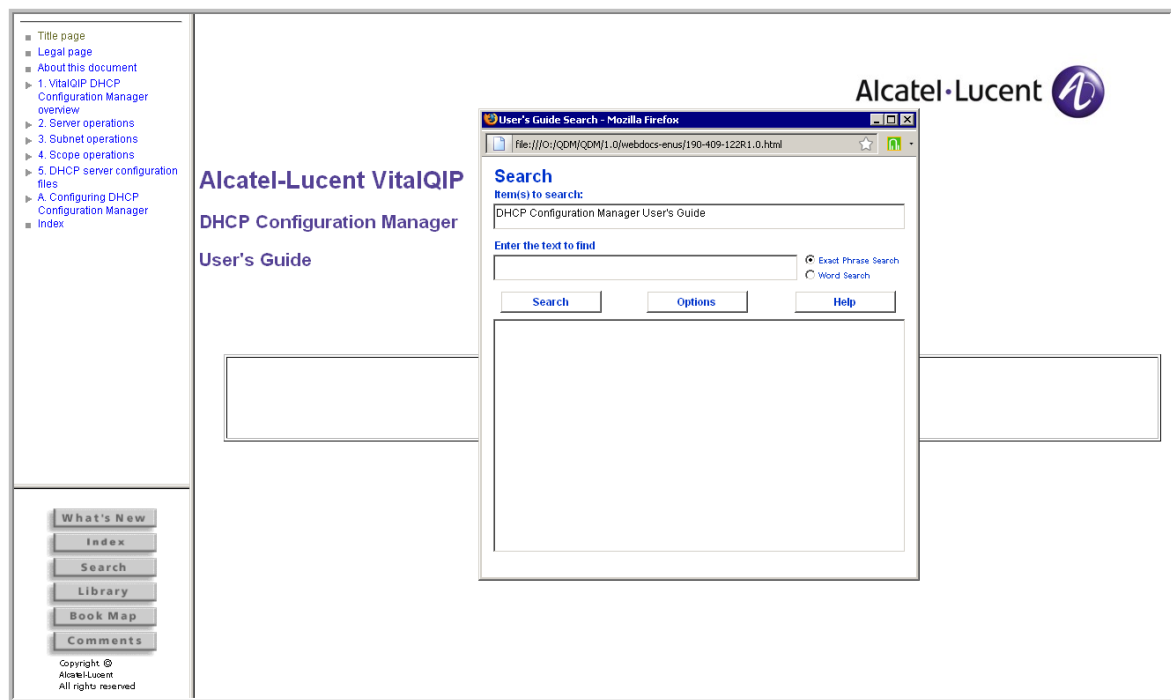 Title page
Legal page
About this document
1. VitalQIP DHCP
Configuration Manager
overview
2. Server operations
3. Subnet operations
4. Scope operations
5. DHCP server configuration
files
A. Configuring DHCP
Configuration Manager
Index
What's New
Index
Search
Library
Book Map
Comments
Copyright ©
Alcatel-Lucent
All rights reserved
Alcatel·Lucent
Alcatel-Lucent VitalQIP
DHCP Configuration Manager
User's Guide
User's Guide Search - Mozilla Firefox
file:///O:/QDM/QDM/1.0/webdocs-enus/190-409-122R1.0.html
Search
Item(s) to search:
DHCP Configuration Manager User's Guide
Enter the text to find
Exact Phrase Search
Word Search
Search Options Help